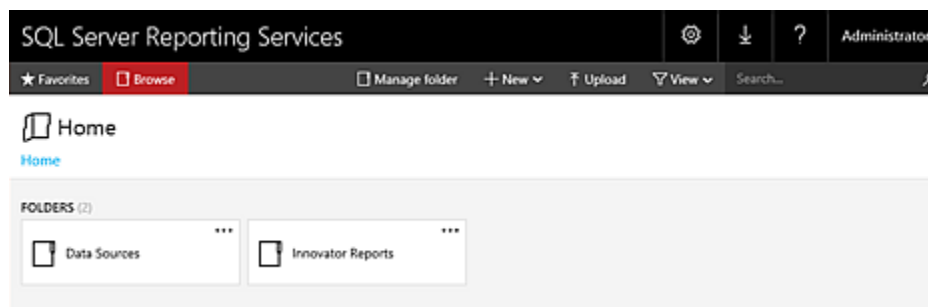 SQL Server Reporting Services ? Administrator
Favorites Browse Manage folder New Upload View Search...
Home
Home
FOLDERS (2)
Data Sources Innovator Reports